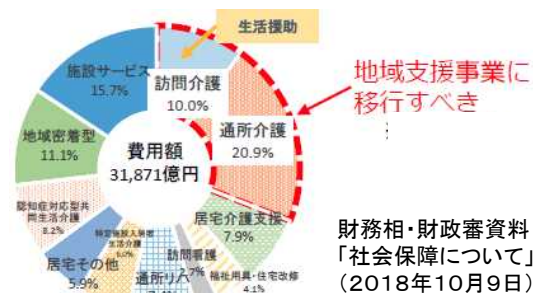 生活援助
施設サービス
15.7%
訪問介護
10.0%
地域支援事業に
移行すべき
通所介護
20.9%
地域密着型
11.1%
費用額
31,871億円
認知症対応型共
同生活介護
8.2%
居宅介護支援
7.9%
訪問看護
居宅その他
5.9%
通所リハ
福祉用具・住宅改修
4.1%
財務相・財政審資料
「社会保障について」
(2018年10月9日)